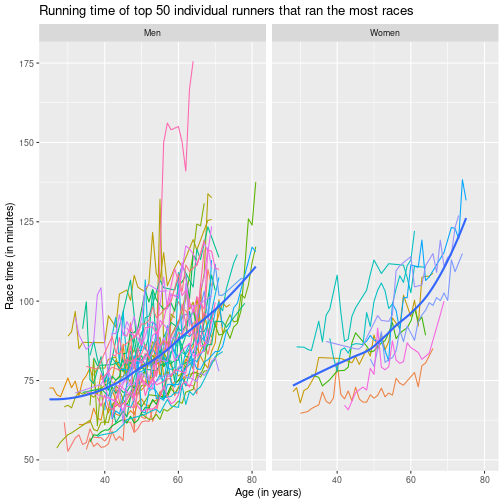 Running time of top 50 individual runners that ran the most races
Men
Women
175
150
125
100
75
50
40
60
80
40
60
80
Age (in years)
Race time (in minutes)